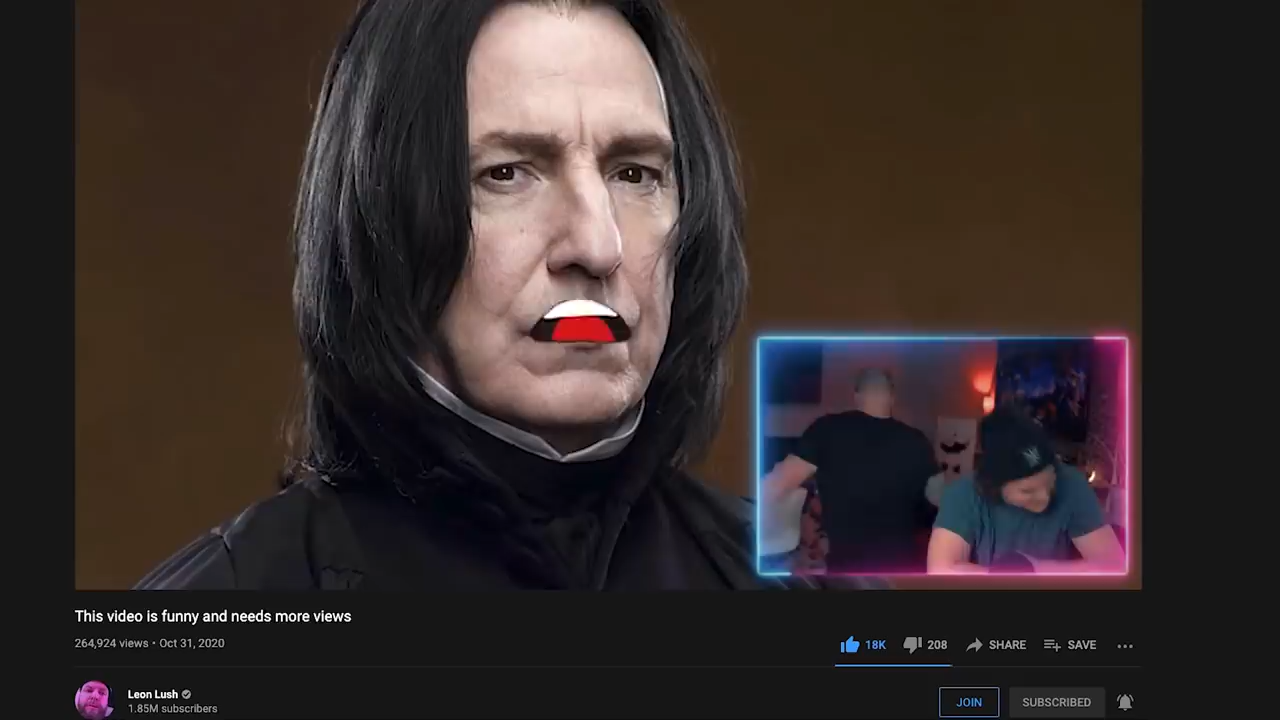 This video is funny and needs more views
264,924 views • Oct 31, 2020
18K 208 SHARE SAVE
Leon Lush
1.85M subscribers
JOIN SUBSCRIBED